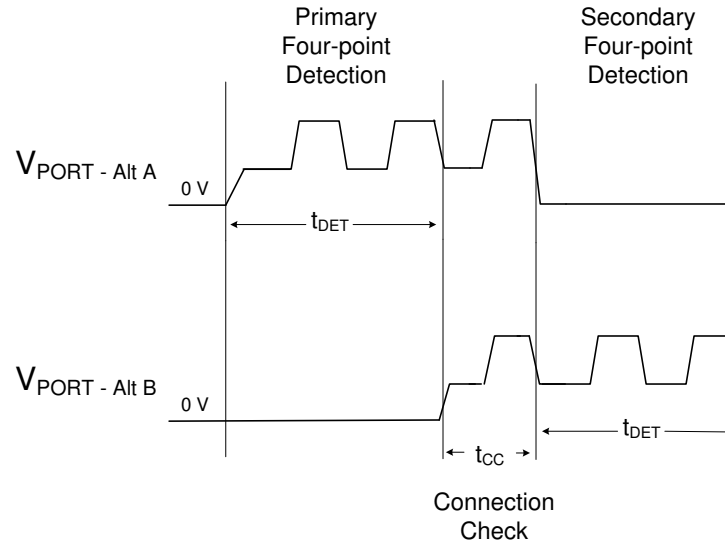 Primary
Four-point
Detection
Secondary
Four-point
Detection
VPORT - Alt A
0 V
tDET
VPORT - Alt B
0 V
tDET
tCC
Connection
Check